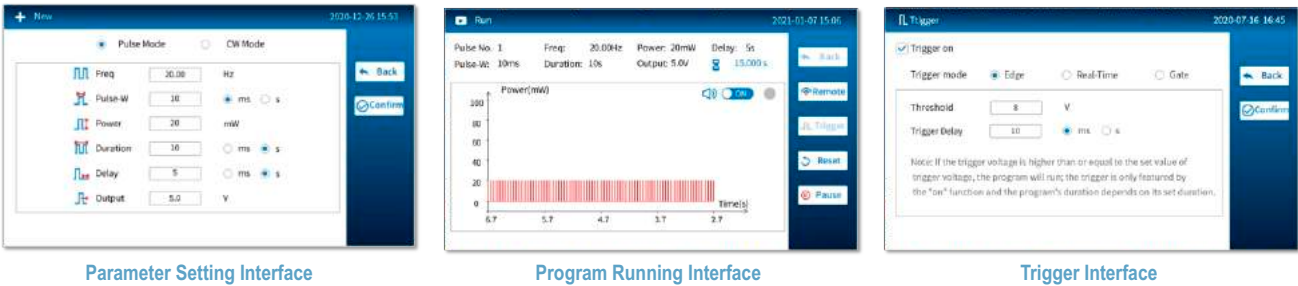 New
2020-12-26 15:53
Pulse Mode
CW Mode
Freq 20.00 Hz
Pulse-W 10 ms s
Power 20 mW
Duration 10 ms s
Delay 5 ms s
Output 5.0 V
Back
Confirm
Parameter Setting Interface
Run
2021-01-07 15:06
Pulse No. 1 Freq: 20.00Hz Power: 20mW Delay: 5s
Pulse-W: 10ms Duration: 10s Output: 5.0V 15.000 s
Power(mW)
ON
100
80
60
40
20
0
Time(s)
6.7 5.7 4.7 3.7 2.7
Back
Remote
Trigger
Reset
Pause
Program Running Interface
Trigger
2020-07-16 16:45
Trigger on
Trigger mode Edge Real-Time Gate
Threshold 8 V
Trigger Delay 10 ms s
Note: If the trigger voltage is higher than or equal to the set value of
trigger voltage, the program will run; the trigger is only featured by
the "on" function and the program's duration depends on its set duration.
Back
Confirm
Trigger Interface